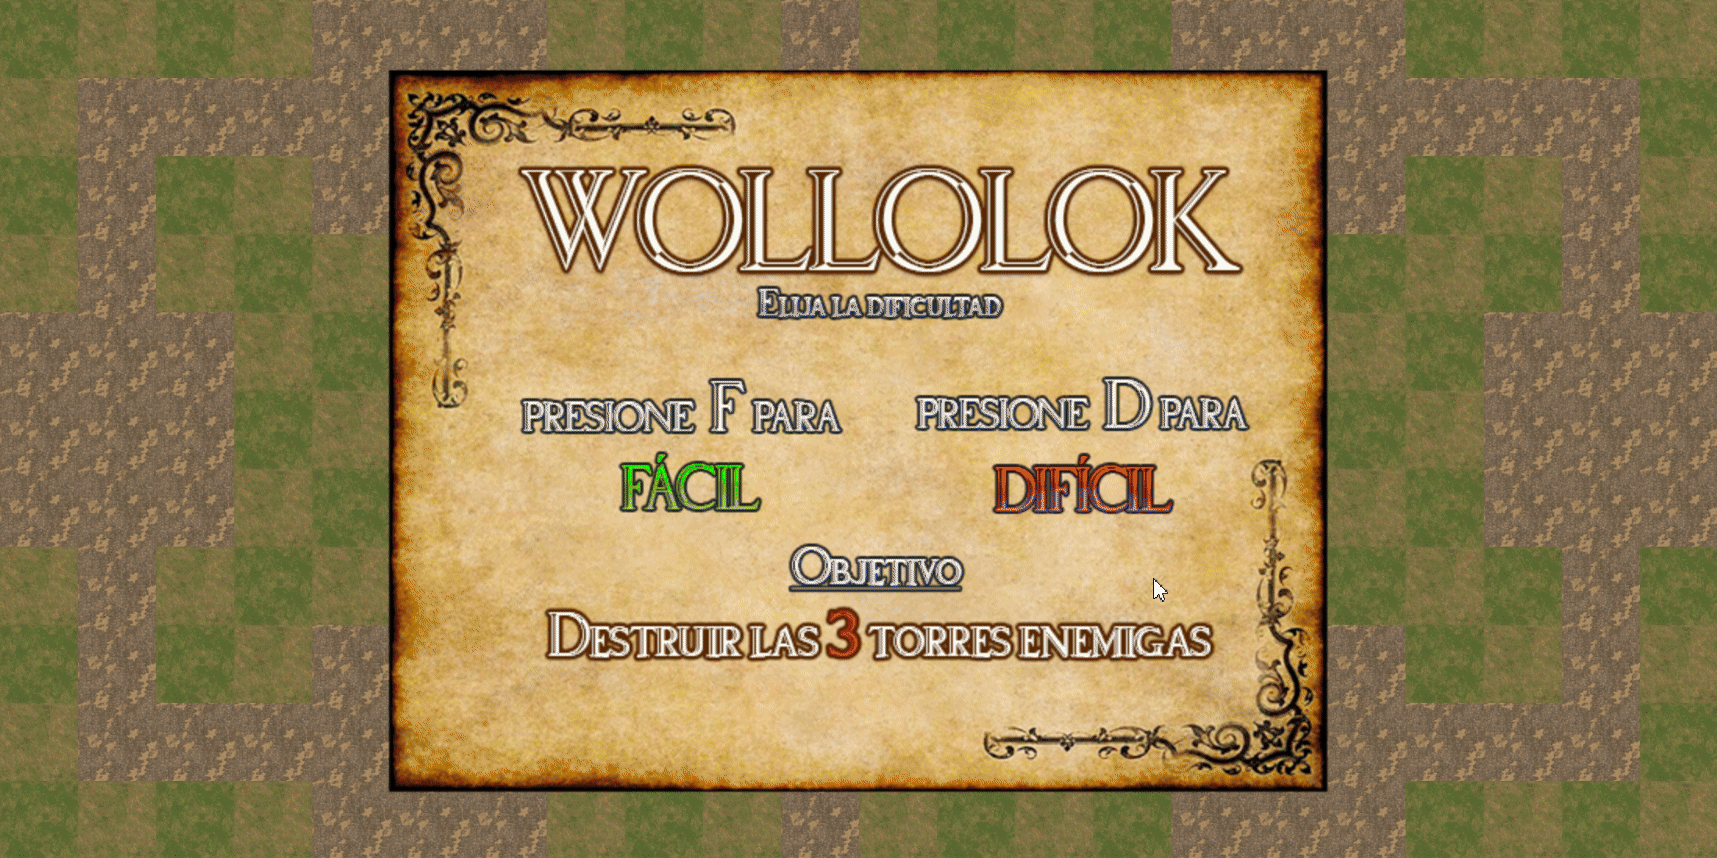 WOLLOLOK
ELIJA LA DIFICULTAD
PRESIONE F PARA
FÁCIL
PRESIONE D PARA
DIFÍCIL
OBJETIVO
DESTRUIR LAS 3 TORRES ENEMIGAS